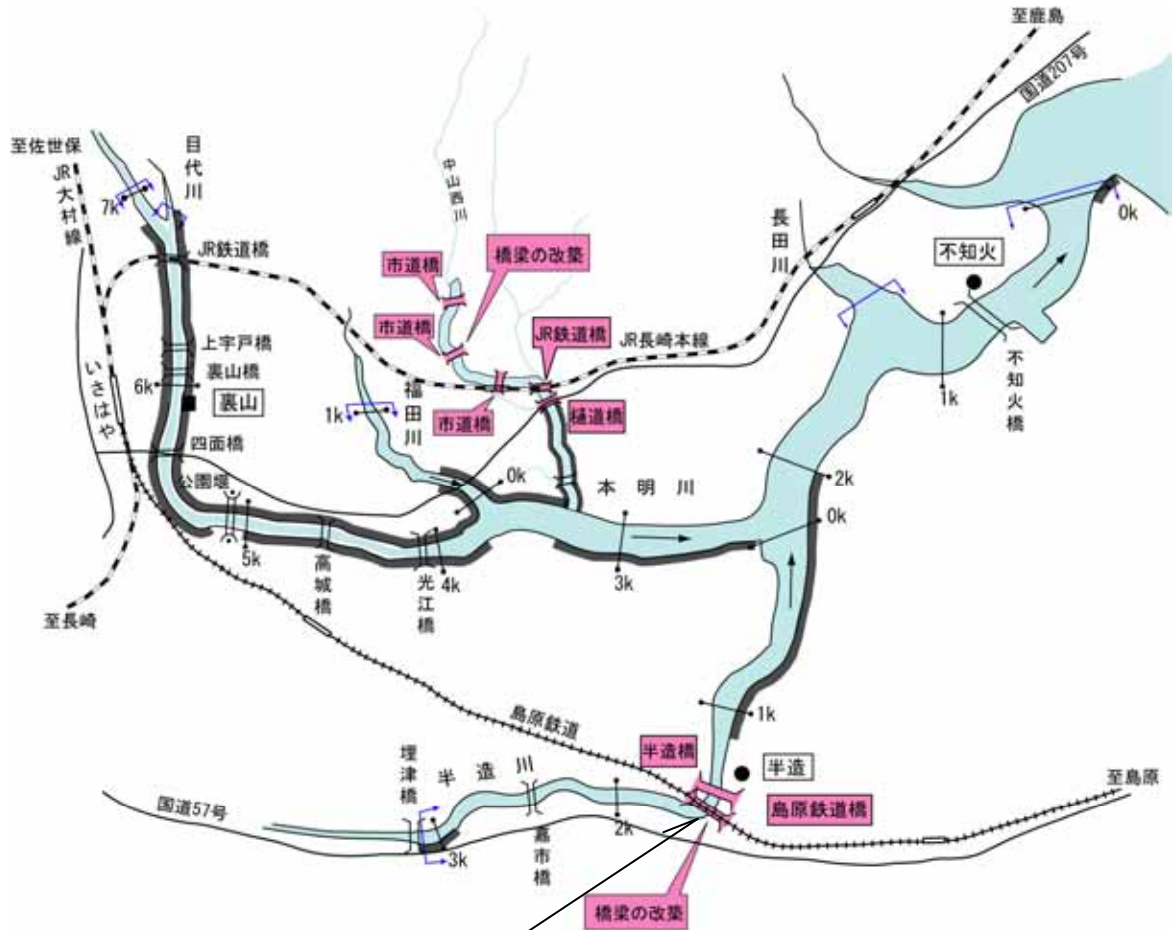 至鹿島
国道207号
至佐世保
JR大村線
目代川
7k
中山西川
橋梁の改築
市道橋
長田川
不知火
0k
JR鉄道橋
市道橋
JR鉄道橋
JR長崎本線
上宇戸橋
裏山橋
6k
裏山
いさはや
1k
福田川
市道橋
樋道橋
不知火橋
1k
四面橋
公園堰
0k
本明川
2k
0k
5k
高城橋
光江橋
4k
3k
至長崎
島原鉄道
1k
半造橋
半造
埋津橋
半造川
至島原
国道57号
島原鉄道橋
2k
嘉市橋
3k
橋梁の改築